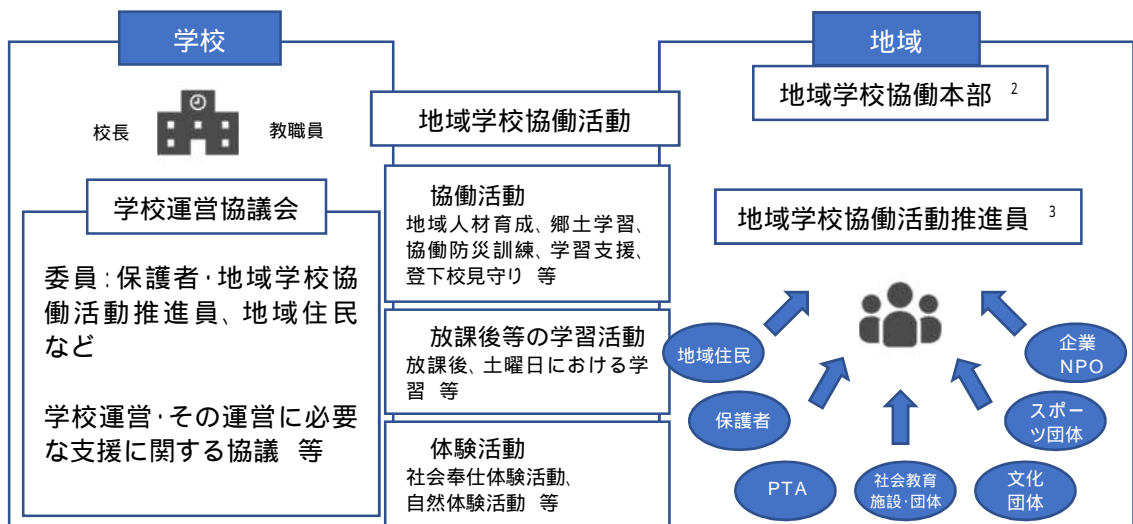 学校
校長
教職員
学校運営協議会
委員:保護者・地域学校協
働活動推進員、地域住民
など
学校運営・その運営に必要
な支援に関する協議 等
地域学校協働活動
協働活動
地域人材育成、郷土学習、
協働防災訓練、学習支援、
登下校見守り 等
放課後等の学習活動
放課後、土曜日における学
習 等
体験活動
社会奉仕体験活動、
自然体験活動 等
地域
地域学校協働本部 2
地域学校協働活動推進員 3
地域住民
保護者
PTA
社会教育
施設・団体
文化
団体
スポー
ツ団体
企業
NPO